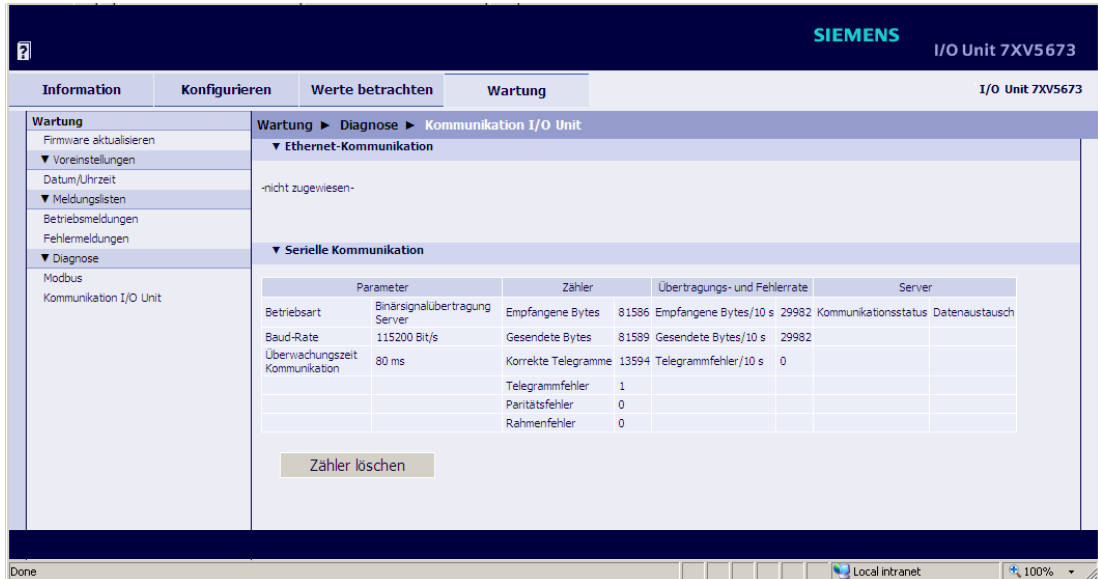 SIEMENS
I/O Unit 7XV5673
?
Information Konfigurieren Werte betrachten Wartung I/O Unit 7XV5673
Wartung
Firmware aktualisieren
▼ Voreinstellungen
Datum/Uhrzeit
▼ Meldungslisten
Betriebsmeldungen
Fehlermeldungen
▼ Diagnose
Modbus
Kommunikation I/O Unit
Wartung ► Diagnose ► Kommunikation I/O Unit
▼ Ethernet-Kommunikation
-nicht zugewiesen-
▼ Serielle Kommunikation
Parameter Zähler Übertragungs- und Fehlerrate Server
Betriebsart Binärsignalübertragung Server Empfangene Bytes 81586 Empfangene Bytes/10 s 29982 Kommunikationsstatus Datenaustausch
Baud-Rate 115200 Bit/s Gesendete Bytes 81589 Gesendete Bytes/10 s 29982
Überwachungszeit Kommunikation 80 ms Korrekte Telegramme 13594 Telegrammfehler/10 s 0
Telegrammfehler 1
Paritätsfehler 0
Rahmenfehler 0
Zähler löschen
Done Local intranet 100%